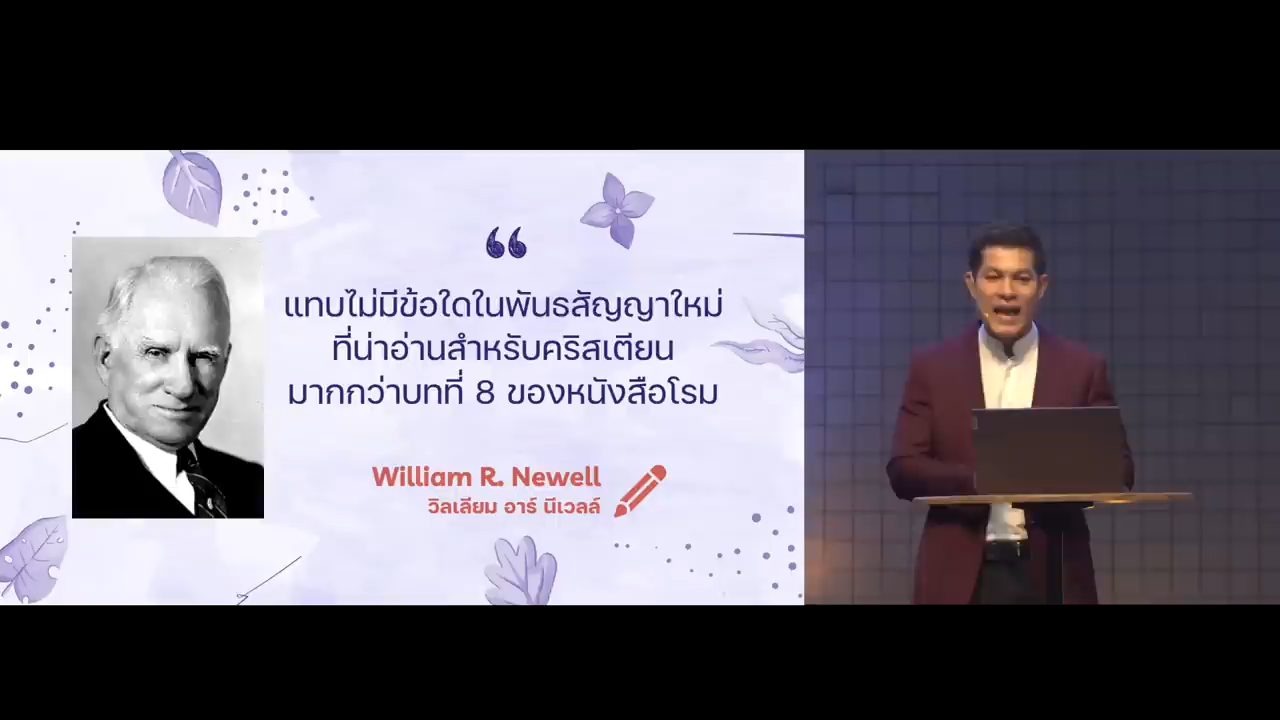 แทบไม่มีข้อใดในพันธสัญญาใหม่
ที่น่าอ่านสำหรับคริสเตียน
มากกว่าบทที่ 8 ของหนังสือโรม
William R. Newell
วิลเลียม อาร์ นีเวลล์